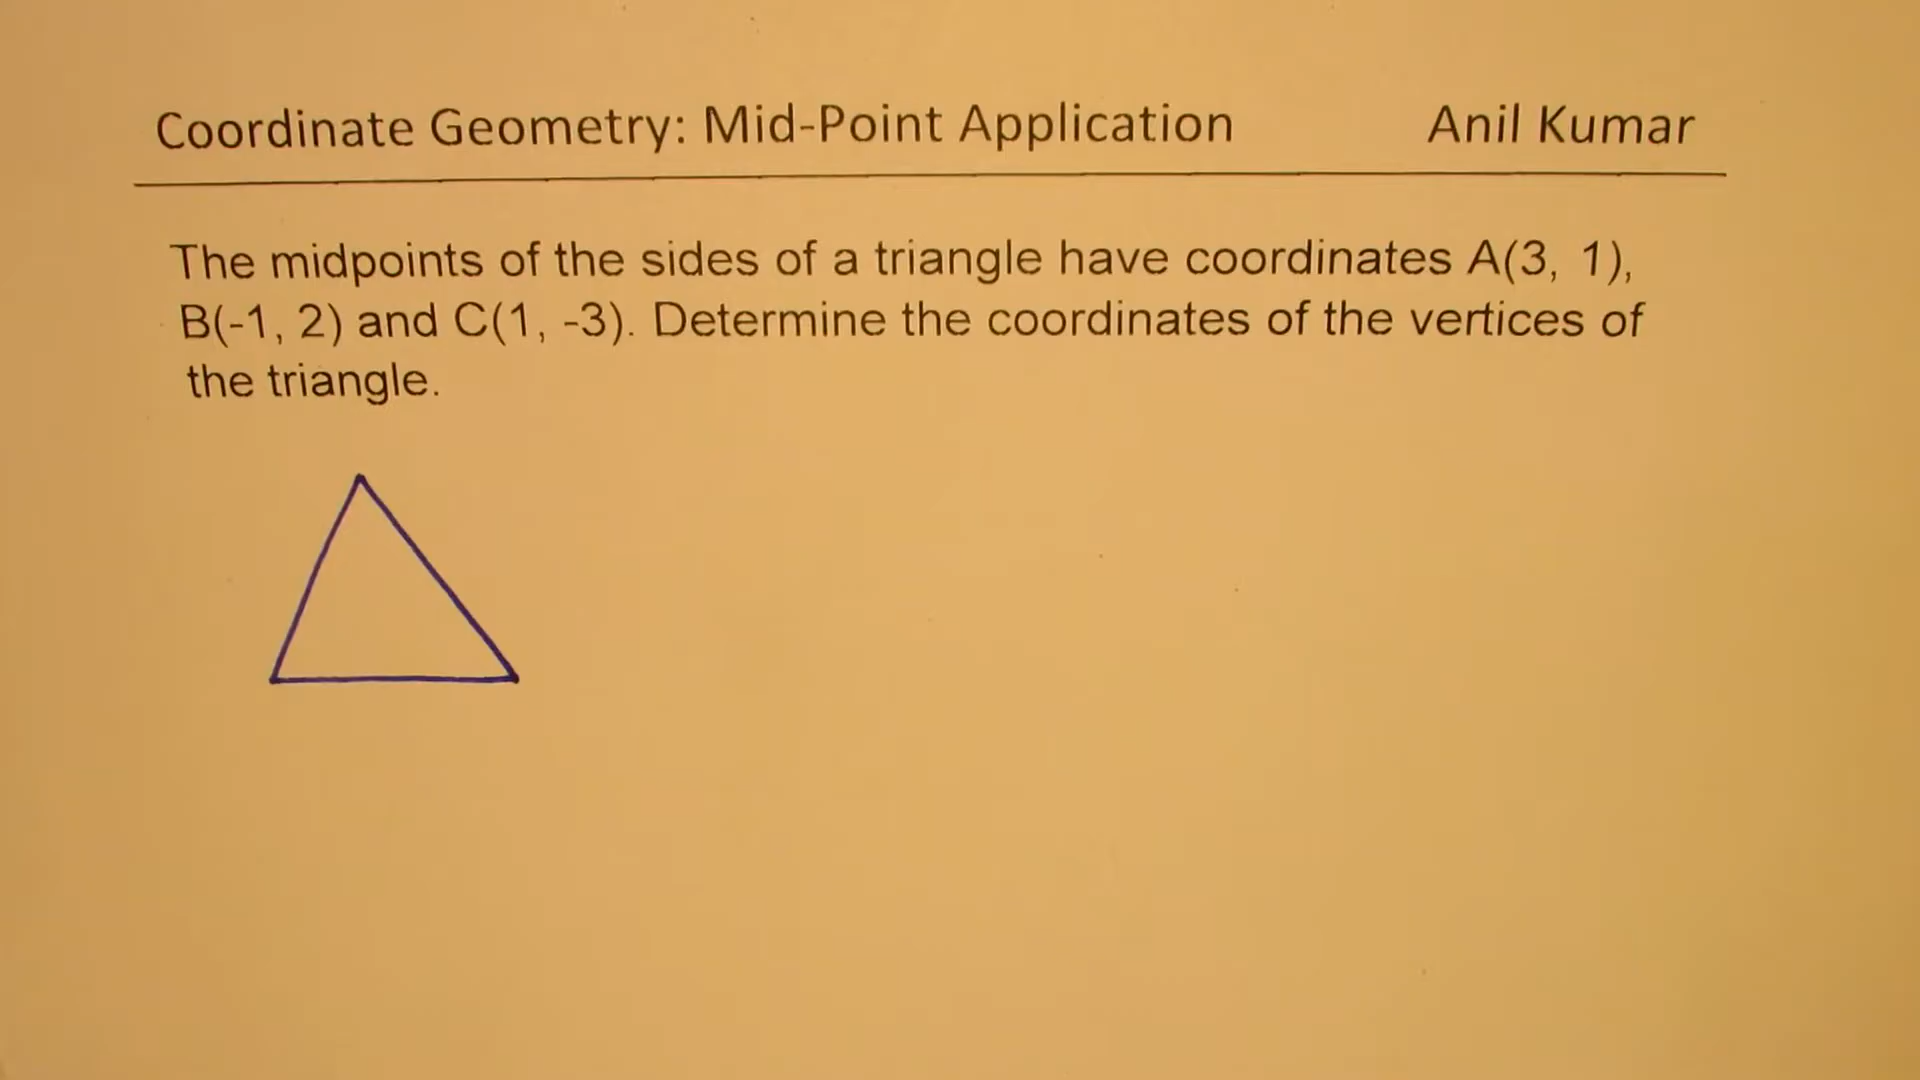 Coordinate Geometry: Mid-Point Application Anil Kumar
The midpoints of the sides of a triangle have coordinates A(3, 1),
B(-1, 2) and C(1, -3). Determine the coordinates of the vertices of
the triangle.